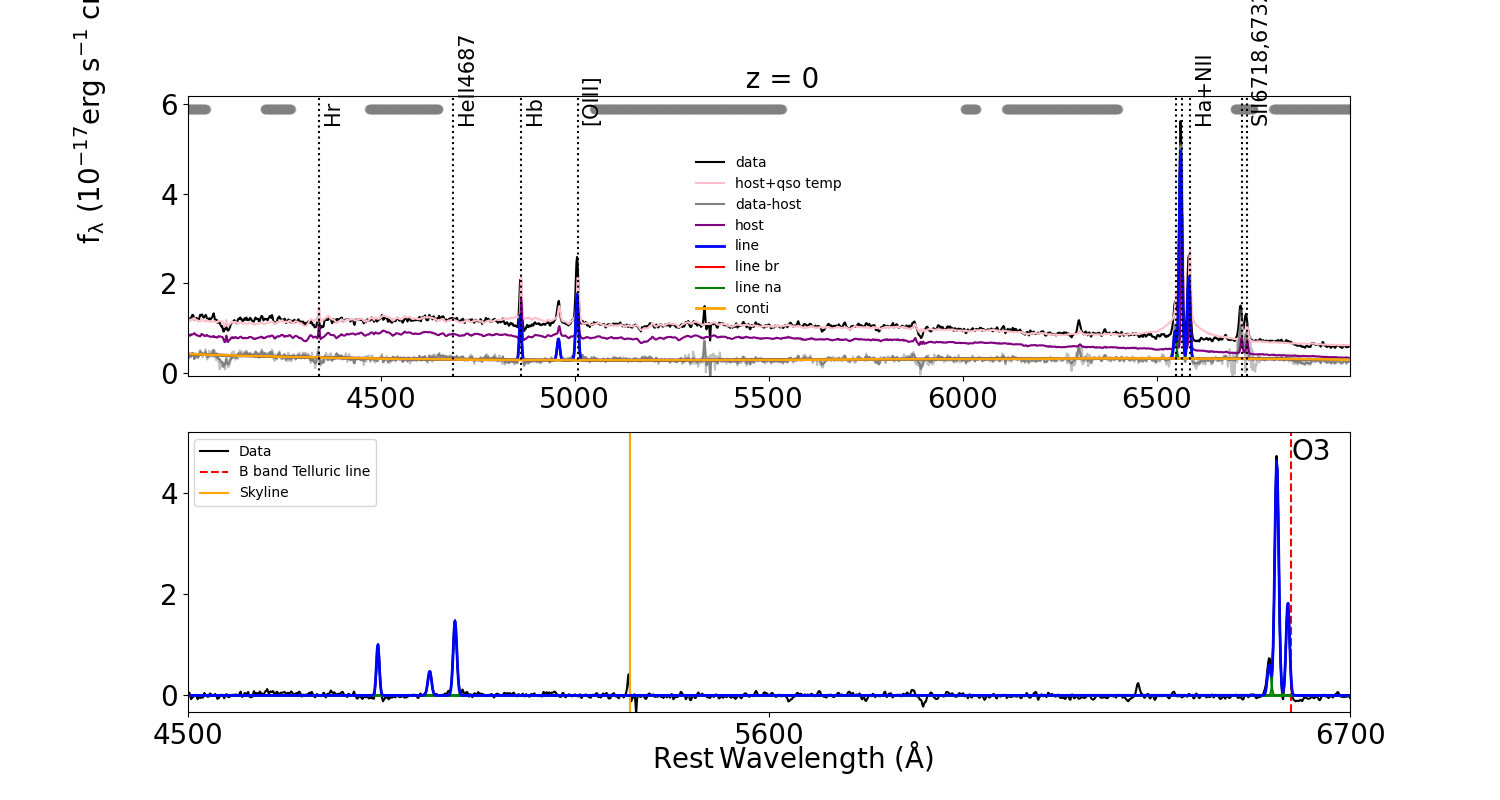 z = 0
f_λ (10^−17 erg s^−1 c
6
4
2
0
Hr
HeII4687
Hb
[OIII]
Ha+NII
SII6718,673
data
host+qso temp
data-host
host
line
line br
line na
conti
4500
5000
5500
6000
6500
Data
B band Telluric line
Skyline
O3
4
2
0
4500
5600
6700
Rest Wavelength (Å)